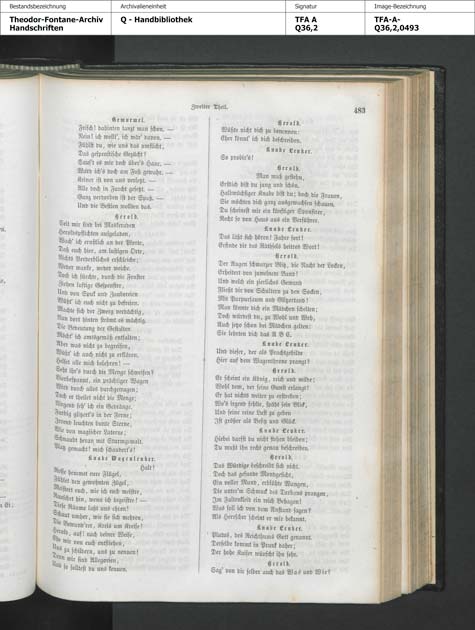 Bestandsbezeichnung
Theodor-Fontane-Archiv
Handschriften
Archivalieneinheit
Q - Handbibliothek
Signatur
TFA A
Q36,2
Image-Bezeichnung
TFA-A-
Q36,2,0493
Zweiter Theil.
483
Gemurmel.
Frisch! dahinten tanzt man schon. —
Nein! ich wollt', ich wär' davon. —
Fühlst du, wie uns das umflicht,
Das gespenstische Gezücht?
Saust es mir doch über's Haar. —
Ward ich's doch am Fuß gewahr. —
Keiner ist von uns verletzt. —
Alle doch in Furcht gesetzt. —
Ganz verdorben ist der Spaß. —
Und die Bestien wollten das.
Herold.
Seit mir sind bei Maskeraden
Heroldspflichten aufgeladen,
Wach' ich ernstlich an der Pforte,
Daß euch hier, am lustigen Orte,
Nichts Verderbliches erschleiche;
Weder wanke, weder weiche.
Doch ich fürchte, durch die Fenster
Ziehen luftige Gespenster,
Und von Spuk und Zaubereien
Wüßt' ich euch nicht zu befreien.
Machte sich der Zwerg verdächtig,
Nun dort hinten strömt es mächtig.
Die Bedeutung der Gestalten
Möcht' ich amtsgemäß entfalten;
Aber was nicht zu begreifen,
Wüßt' ich auch nicht zu erklären.
Helfet alle mich belehren! —
Seht ihr's durch die Menge schweifen?
Vierbespannt, ein prächtiger Wagen
Wird durch alles durchgetragen;
Doch er theilet nicht die Menge;
Nirgend seh' ich ein Gedränge.
Farbig glitzert's in der Ferne;
Irrend leuchten bunte Sterne,
Wie von magischer Laterne;
Schnaubt heran mit Sturmgewalt.
Platz gemacht! mich schaudert's!
Knabe Wagenlenker.
Halt!
Rosse hemmet eure Flügel,
Fühlet den gewohnten Zügel,
Meistert euch, wie ich euch meistre,
Rauschet hin, wenn ich begeistre! —
Diese Räume laßt uns ehren!
Schaut umher, wie sie sich mehren,
Die Bewund'rer, Kreis um Kreise!
Herold, auf! nach deiner Weise,
Ehe wir von euch entfliehen,
Uns zu schildern, uns zu nennen!
Denn wir sind Allegorien,
Und so solltest du uns kennen.
Herold.
Wüßte nicht dich zu benennen:
Eher könnt' ich dich beschreiben.
Knabe Lenker.
So probir's!
Herold.
Man muß gestehn,
Erstlich bist du jung und schön.
Halbwüchsiger Knabe bist du; doch die Frauen,
Sie möchten dich ganz ausgewachsen schauen.
Du scheinest mir ein künftiger Sponsirer,
Recht so von Haus aus ein Verführer.
Knabe Lenker.
Das läßt sich hören! Fahre fort!
Erfinde dir des Räthsels heitres Wort!
Herold.
Der Augen schwarzer Blitz, die Nacht der Locken,
Erheitert von juwelnem Band!
Und welch ein zierliches Gewand
Fließt dir von Schultern zu den Socken,
Mit Purpursaum und Glitzertand!
Man könnte dich ein Mädchen schelten;
Doch würdest du, zu Wohl und Weh,
Auch jetzo schon bei Mädchen gelten:
Sie lehrten dich das A B C.
Knabe Lenker.
Und dieser, der als Prachtgebilde
Hier auf dem Wagenthrone prangt?
Herold.
Er scheint ein König, reich und milde;
Wohl dem, der seine Gunst erlangt!
Er hat nichts weiter zu erstreben;
Wo's irgend fehlte, späht sein Blick,
Und seine reine Lust zu geben
Ist größer als Besitz und Glück.
Knabe Lenker.
Hiebei darfst du nicht stehen bleiben;
Du mußt ihn recht genau beschreiben.
Herold.
Das Würdige beschreibt sich nicht.
Doch das gesunde Mondgesicht,
Ein voller Mund, erblühte Wangen,
Die unter'm Schmuck des Turbans prangen;
Im Faltenkleid ein reich Behagen!
Was soll ich von dem Anstand sagen?
Als Herrscher scheint er mir bekannt.
Knabe Lenker.
Plutus, des Reichthums Gott genannt.
Derselbe kommt in Prunk daher;
Der hohe Kaiser wünscht ihn sehr.
Herold.
Sag' von dir selber auch das Was und Wie!